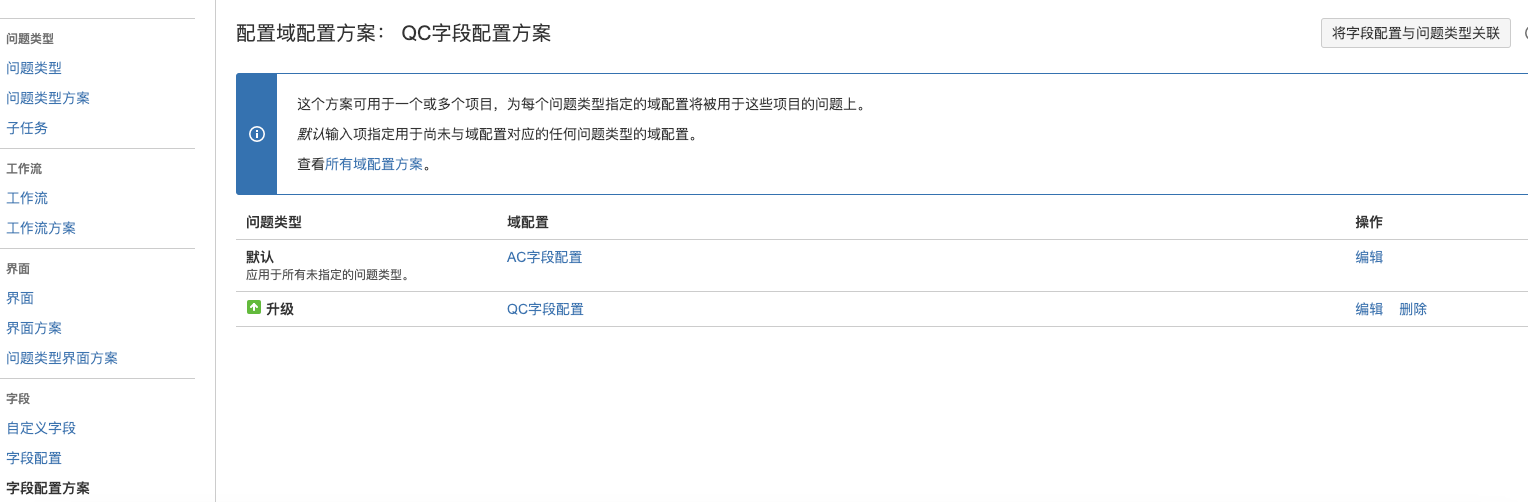 问题类型
问题类型
问题类型方案
子任务
工作流
工作流
工作流方案
界面
界面
界面方案
问题类型界面方案
字段
自定义字段
字段配置
字段配置方案
配置域配置方案： QC字段配置方案
将字段配置与问题类型关联
这个方案可用于一个或多个项目，为每个问题类型指定的域配置将被用于这些项目的问题上。
默认输入项指定用于尚未与域配置对应的任何问题类型的域配置。
查看所有域配置方案。
问题类型 域配置 操作
默认 AC字段配置 编辑
应用于所有未指定的问题类型。
升级 QC字段配置 编辑 删除